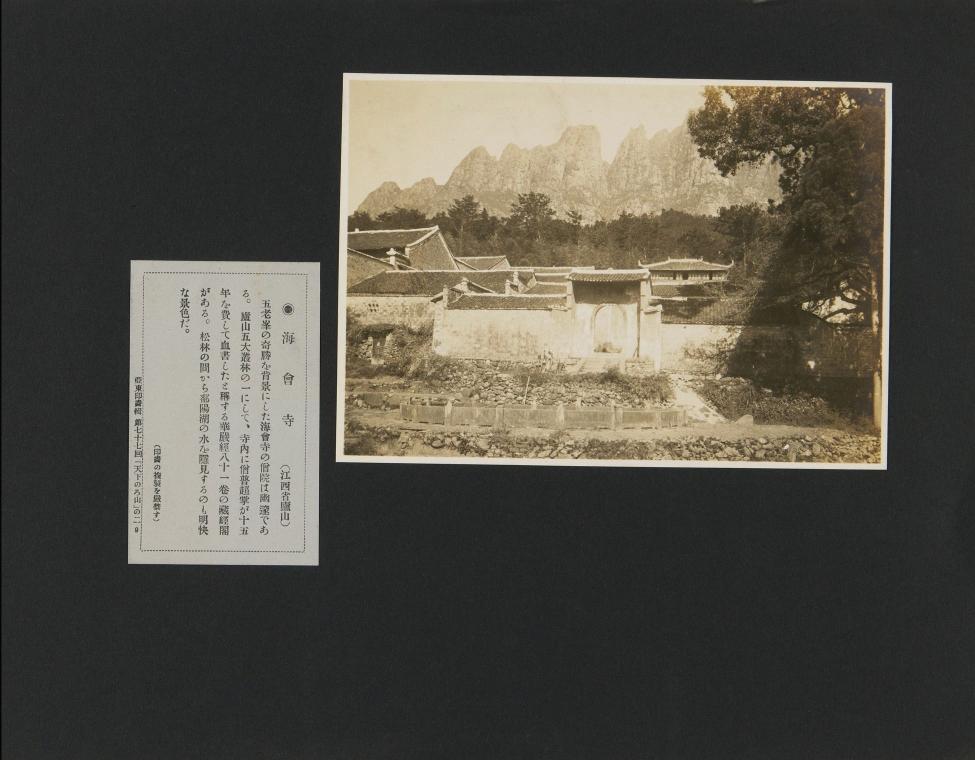 ◉海會寺（江西省廬山）
五老峯の奇勝を背景にした海會寺の僧院は幽邃であ
る。廬山五大叢林の一にして、寺內に僧普超掌が十五
年を費して血書したと稱する華嚴經八十一卷の藏經閣
がある。松林の間から鄱陽湖の水を隱見するのも明快
な景色だ。
（印畫の複製を嚴禁す）
亞東印畫輯 第七十七回「天下の名山」の二、9